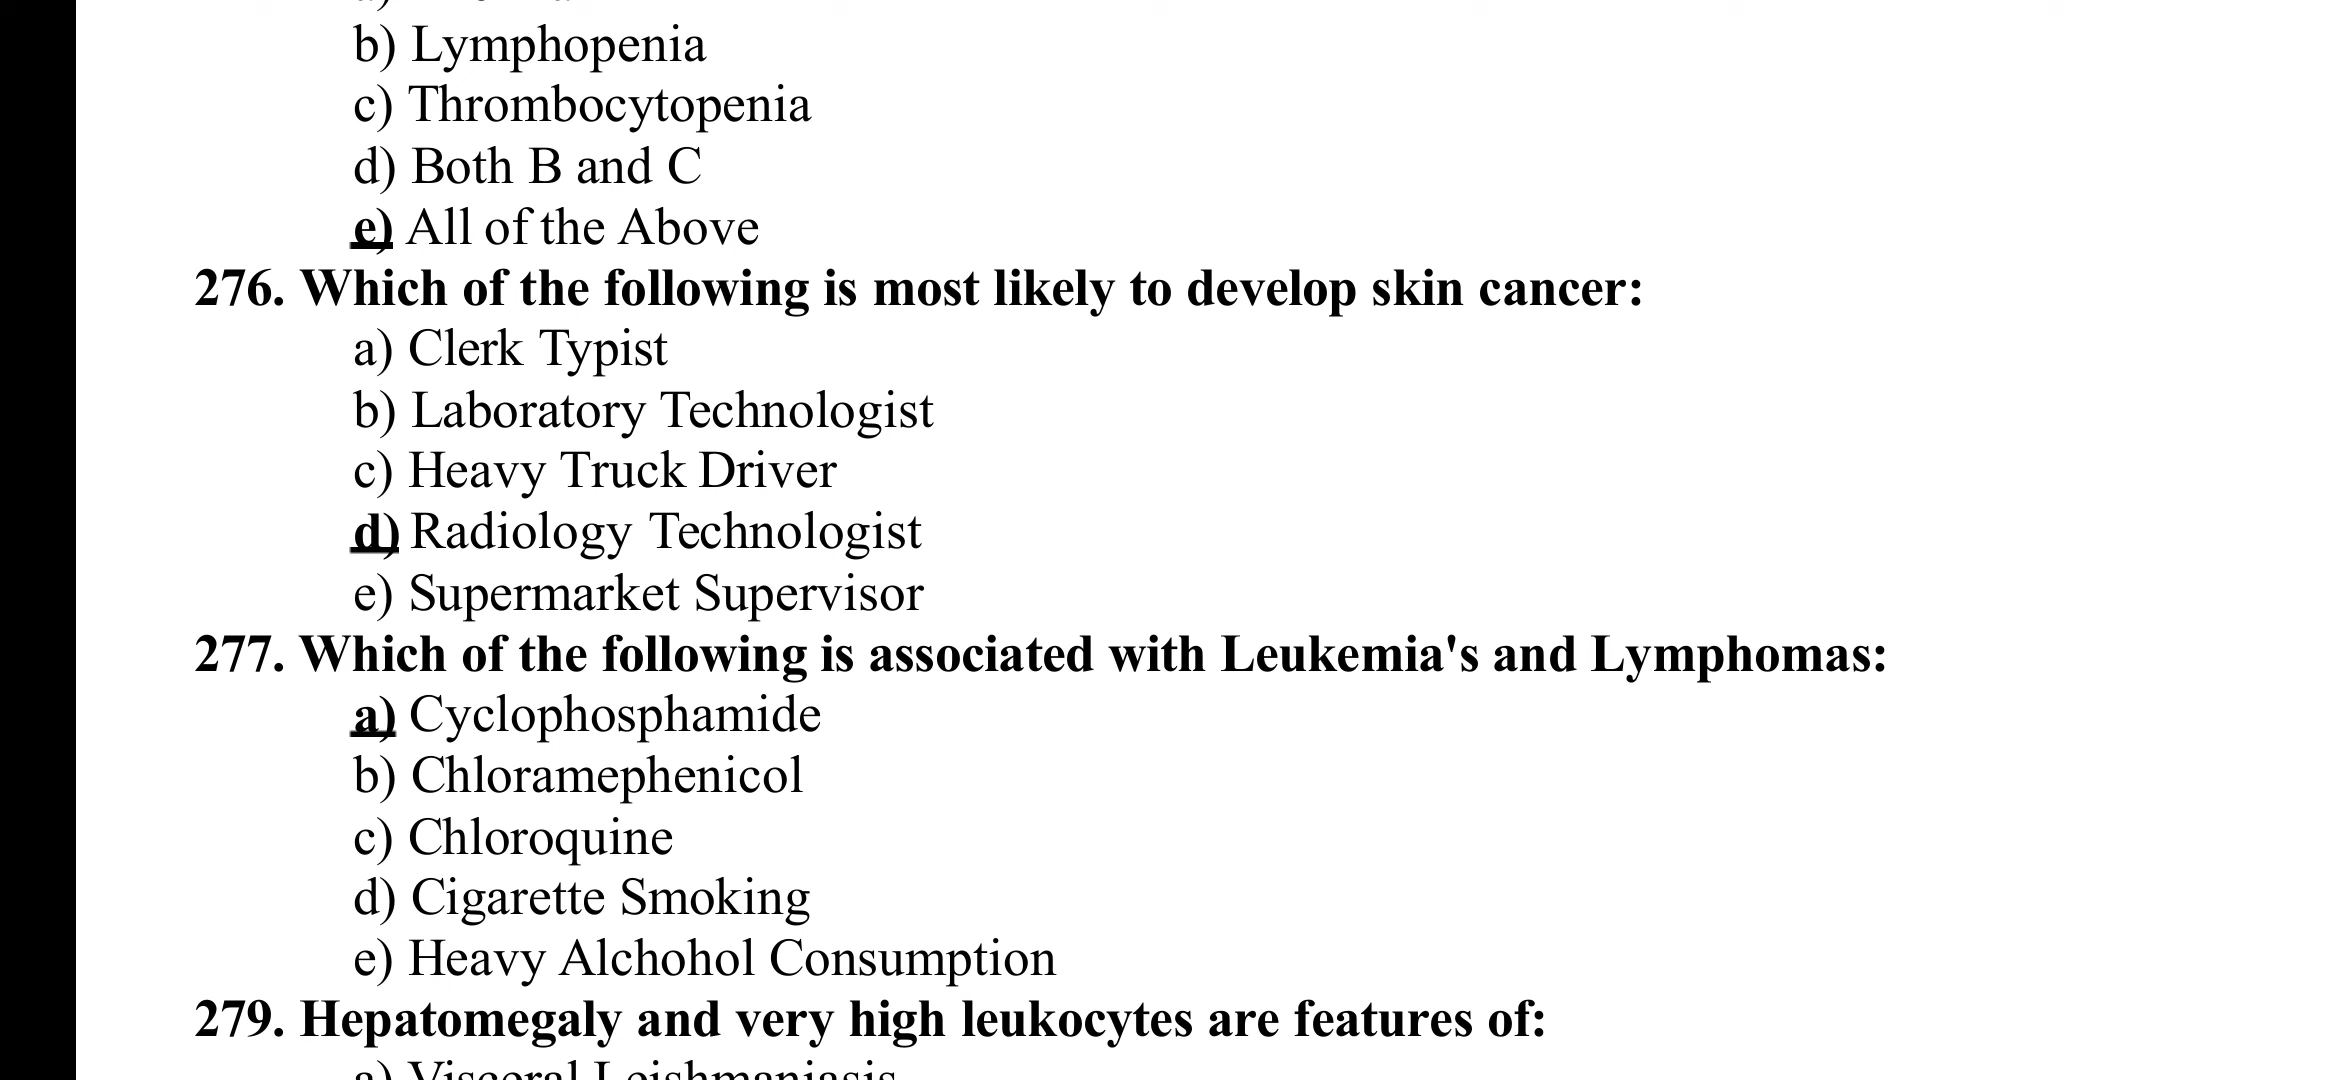 b) Lymphopenia
c) Thrombocytopenia
d) Both B and C
e) All of the Above
276. Which of the following is most likely to develop skin cancer:
a) Clerk Typist
b) Laboratory Technologist
c) Heavy Truck Driver
d) Radiology Technologist
e) Supermarket Supervisor
277. Which of the following is associated with Leukemia's and Lymphomas:
a) Cyclophosphamide
b) Chloramephenicol
c) Chloroquine
d) Cigarette Smoking
e) Heavy Alchohol Consumption
279. Hepatomegaly and very high leukocytes are features of:
a) Visceral Leishmaniasis